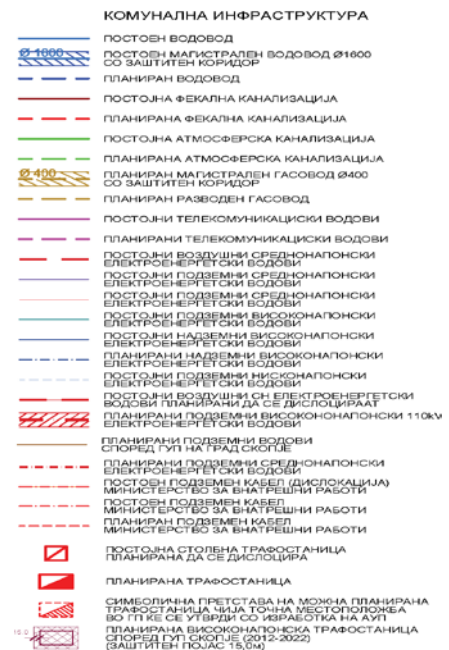 КОМУНАЛНА ИНФРАСТРУКТУРА
ПОСТОЕН ВОДОВОД
Ø 1600
ПОСТОЕН МАГИСТРАЛЕН ВОДОВОД Ø1600
СО ЗАШТИТЕН КОРИДОР
ПЛАНИРАН ВОДОВОД
ПОСТОЈНА ФЕКАЛНА КАНАЛИЗАЦИЈА
ПЛАНИРАНА ФЕКАЛНА КАНАЛИЗАЦИЈА
ПОСТОЈНА АТМОСФЕРСКА КАНАЛИЗАЦИЈА
ПЛАНИРАНА АТМОСФЕРСКА КАНАЛИЗАЦИЈА
Ø 400
ПЛАНИРАН МАГИСТРАЛЕН ГАСОВОД Ø400
СО ЗАШТИТЕН КОРИДОР
ПЛАНИРАН РАЗВОДЕН ГАСОВОД
ПОСТОЈНИ ТЕЛЕКОМУНИКАЦИСКИ ВОДОВИ
ПЛАНИРАНИ ТЕЛЕКОМУНИКАЦИСКИ ВОДОВИ
ПОСТОЈНИ ВОЗДУШНИ СРЕДНОНАПОНСКИ
ЕЛЕКТРОЕНЕРГЕТСКИ ВОДОВИ
ПОСТОЈНИ ПОДЗЕМНИ СРЕДНОНАПОНСКИ
ЕЛЕКТРОЕНЕРГЕТСКИ ВОДОВИ
ПОСТОЈНИ ПОДЗЕМНИ СРЕДНОНАПОНСКИ
ЕЛЕКТРОЕНЕРГЕТСКИ ВОДОВИ
ПОСТОЈНИ ПОДЗЕМНИ ВИСОКОНАПОНСКИ
ЕЛЕКТРОЕНЕРГЕТСКИ ВОДОВИ
ПОСТОЈНИ НАДЗЕМНИ ВИСОКОНАПОНСКИ
ЕЛЕКТРОЕНЕРГЕТСКИ ВОДОВИ
ПЛАНИРАНИ НАДЗЕМНИ ВИСОКОНАПОНСКИ
ЕЛЕКТРОЕНЕРГЕТСКИ ВОДОВИ
ПОСТОЈНИ ПОДЗЕМНИ НИСКОНАПОНСКИ
ЕЛЕКТРОЕНЕРГЕТСКИ ВОДОВИ
ПОСТОЈНИ ВОЗДУШНИ СН ЕЛЕКТРОЕНЕРГЕТСКИ
ВОДОВИ ПЛАНИРАНИ ДА СЕ ДИСЛОЦИРААТ
ПЛАНИРАНИ ПОДЗЕМНИ ВИСОКОНОНАПОНСКИ 110kV
ЕЛЕКТРОЕНЕРГЕТСКИ ВОДОВИ
ПЛАНИРАНИ ПОДЗЕМНИ ВОДОВИ
СПОРЕД ГУП НА ГРАД СКОПЈЕ
ПЛАНИРАНИ ПОДЗЕМНИ СРЕДНОНАПОНСКИ
ЕЛЕКТРОЕНЕРГЕТСКИ ВОДОВИ
ПОСТОЕН ПОДЗЕМЕН КАБЕЛ (ДИСЛОКАЦИЈА)
МИНИСТЕРСТВО ЗА ВНАТРЕШНИ РАБОТИ
ПОСТОЕН ПОДЗЕМЕН КАБЕЛ
МИНИСТЕРСТВО ЗА ВНАТРЕШНИ РАБОТИ
ПЛАНИРАН ПОДЗЕМЕН КАБЕЛ
МИНИСТЕРСТВО ЗА ВНАТРЕШНИ РАБОТИ
ПОСТОЈНА СТОЛБНА ТРАФОСТАНИЦА
ПЛАНИРАНА ДА СЕ ДИСЛОЦИРА
ПЛАНИРАНА ТРАФОСТАНИЦА
СИМБОЛИЧНА ПРЕТСТАВА НА МОЖНА ПЛАНИРАНА
ТРАФОСТАНИЦА ЧИЈА ТОЧНА МЕСТОПОЛОЖБА
ВО ГП ЌЕ СЕ УТВРДИ СО ИЗРАБОТКА НА АУП
15.0
ПЛАНИРАНА ВИСОКОНАПОНСКА ТРАФОСТАНИЦА
СПОРЕД ГУП СКОПЈЕ (2012-2022)
(ЗАШТИТЕН ПОЈАС 15,0м)